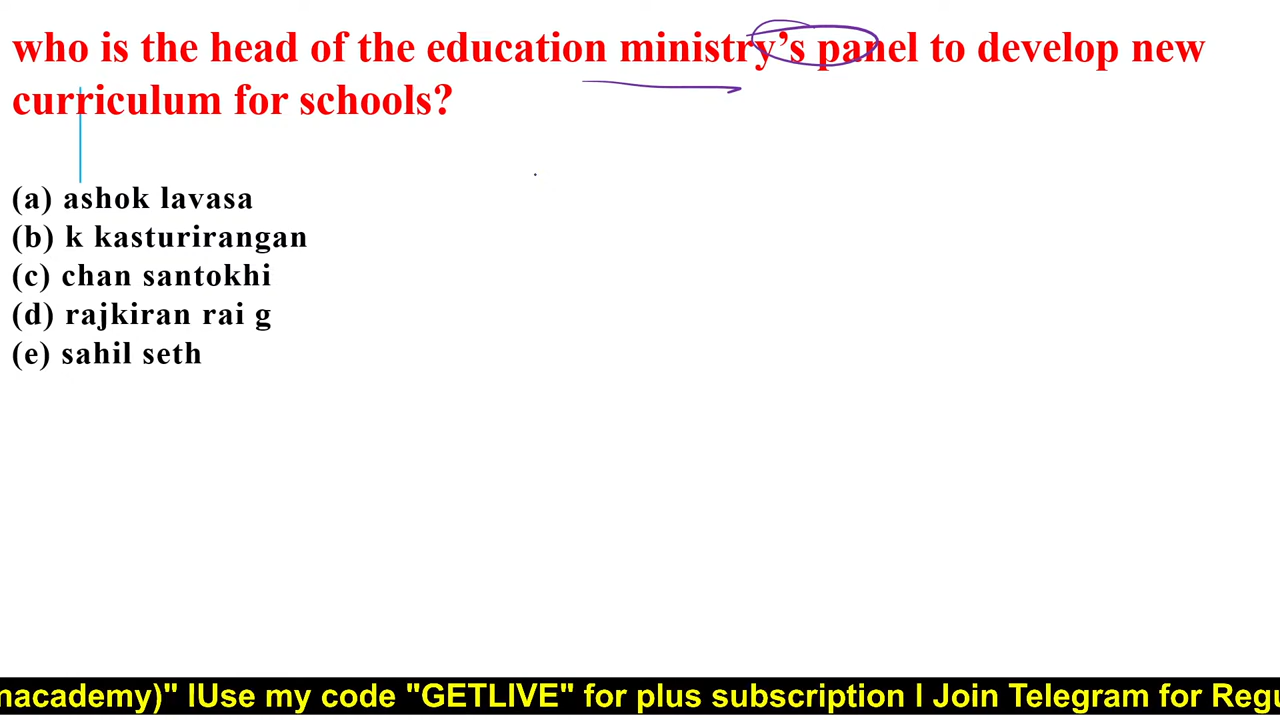 who is the head of the education ministry’s panel to develop new
curriculum for schools?
(a) ashok lavasa
(b) k kasturirangan
(c) chan santokhi
(d) rajkiran rai g
(e) sahil seth
macademy)" lUse my code "GETLIVE" for plus subscription l Join Telegram for Regu